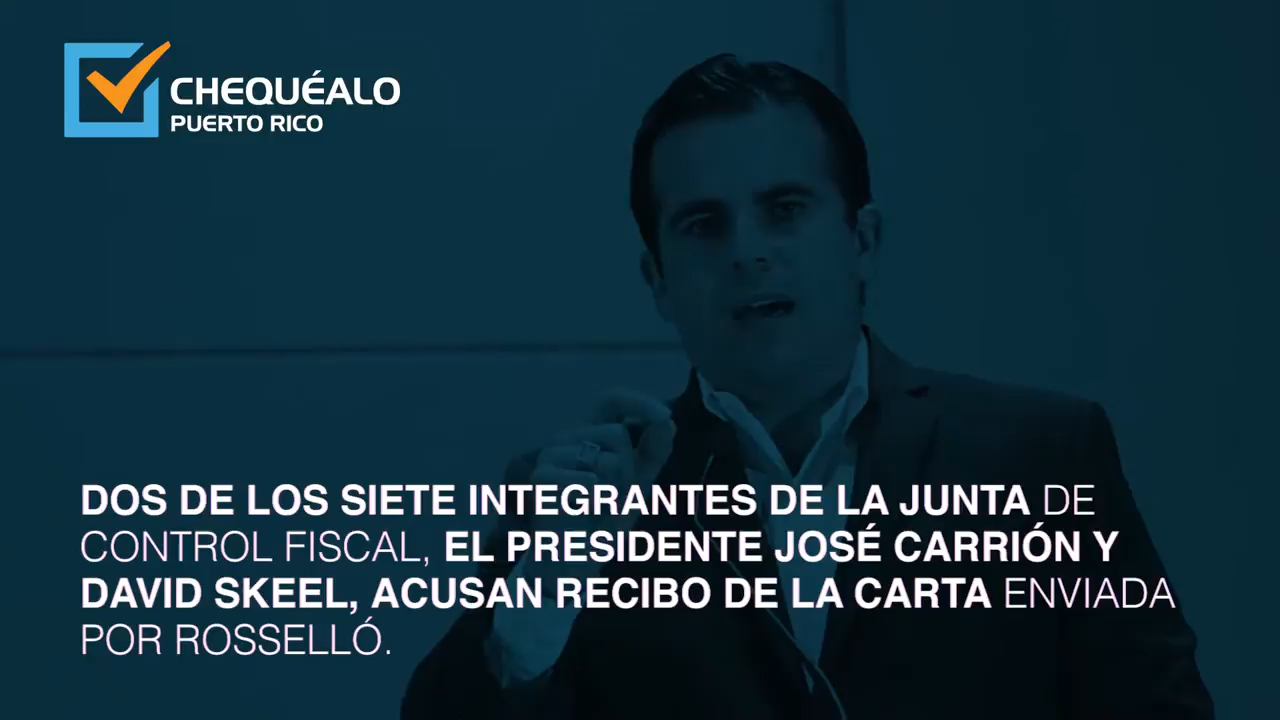 CHEQUÉALO
PUERTO RICO
DOS DE LOS SIETE INTEGRANTES DE LA JUNTA DE
CONTROL FISCAL, EL PRESIDENTE JOSÉ CARRIÓN Y
DAVID SKEEL, ACUSAN RECIBO DE LA CARTA ENVIADA
POR ROSSELLÓ.